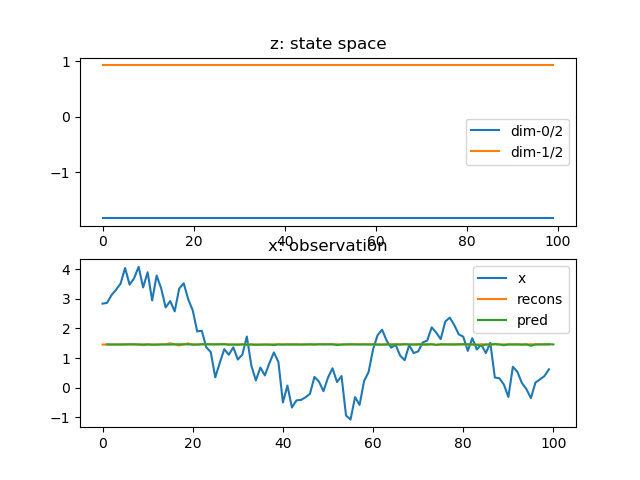 z: state space
1
0
−1
dim-0/2
dim-1/2
0 20 40 60 80 100
x: observation
4
3
2
1
0
−1
x
recons
pred
0 20 40 60 80 100